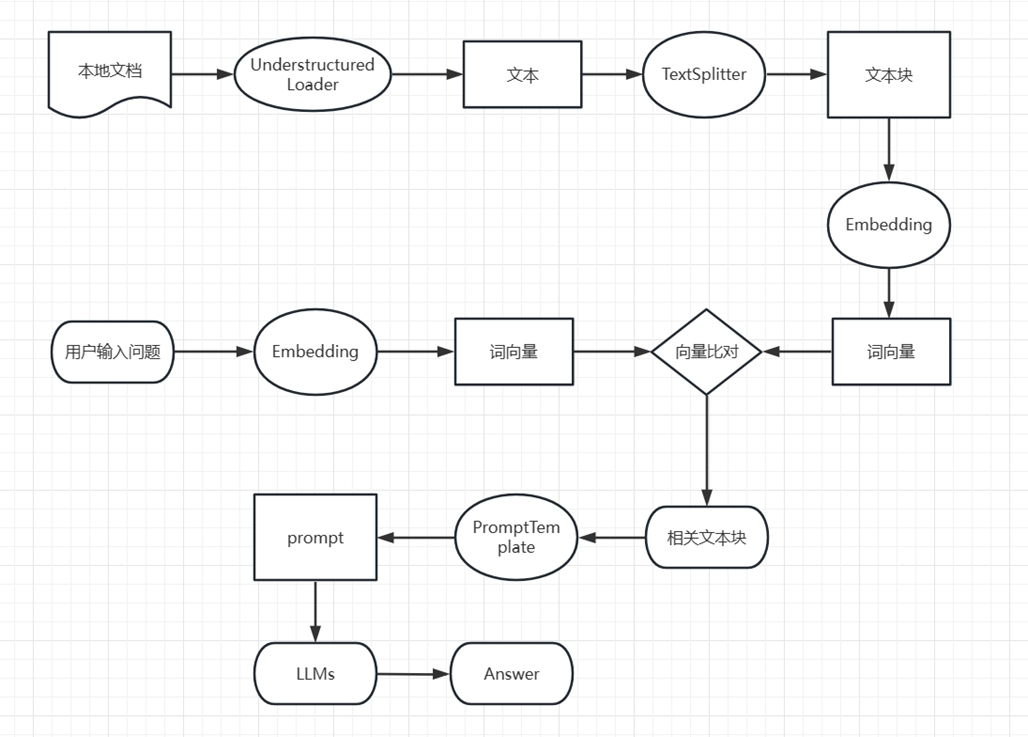 本地文档
Understructured
Loader
文本
TextSplitter
文本块
Embedding
用户输入问题
Embedding
词向量
向量比对
词向量
prompt
PromptTem
plate
相关文本块
LLMs
Answer